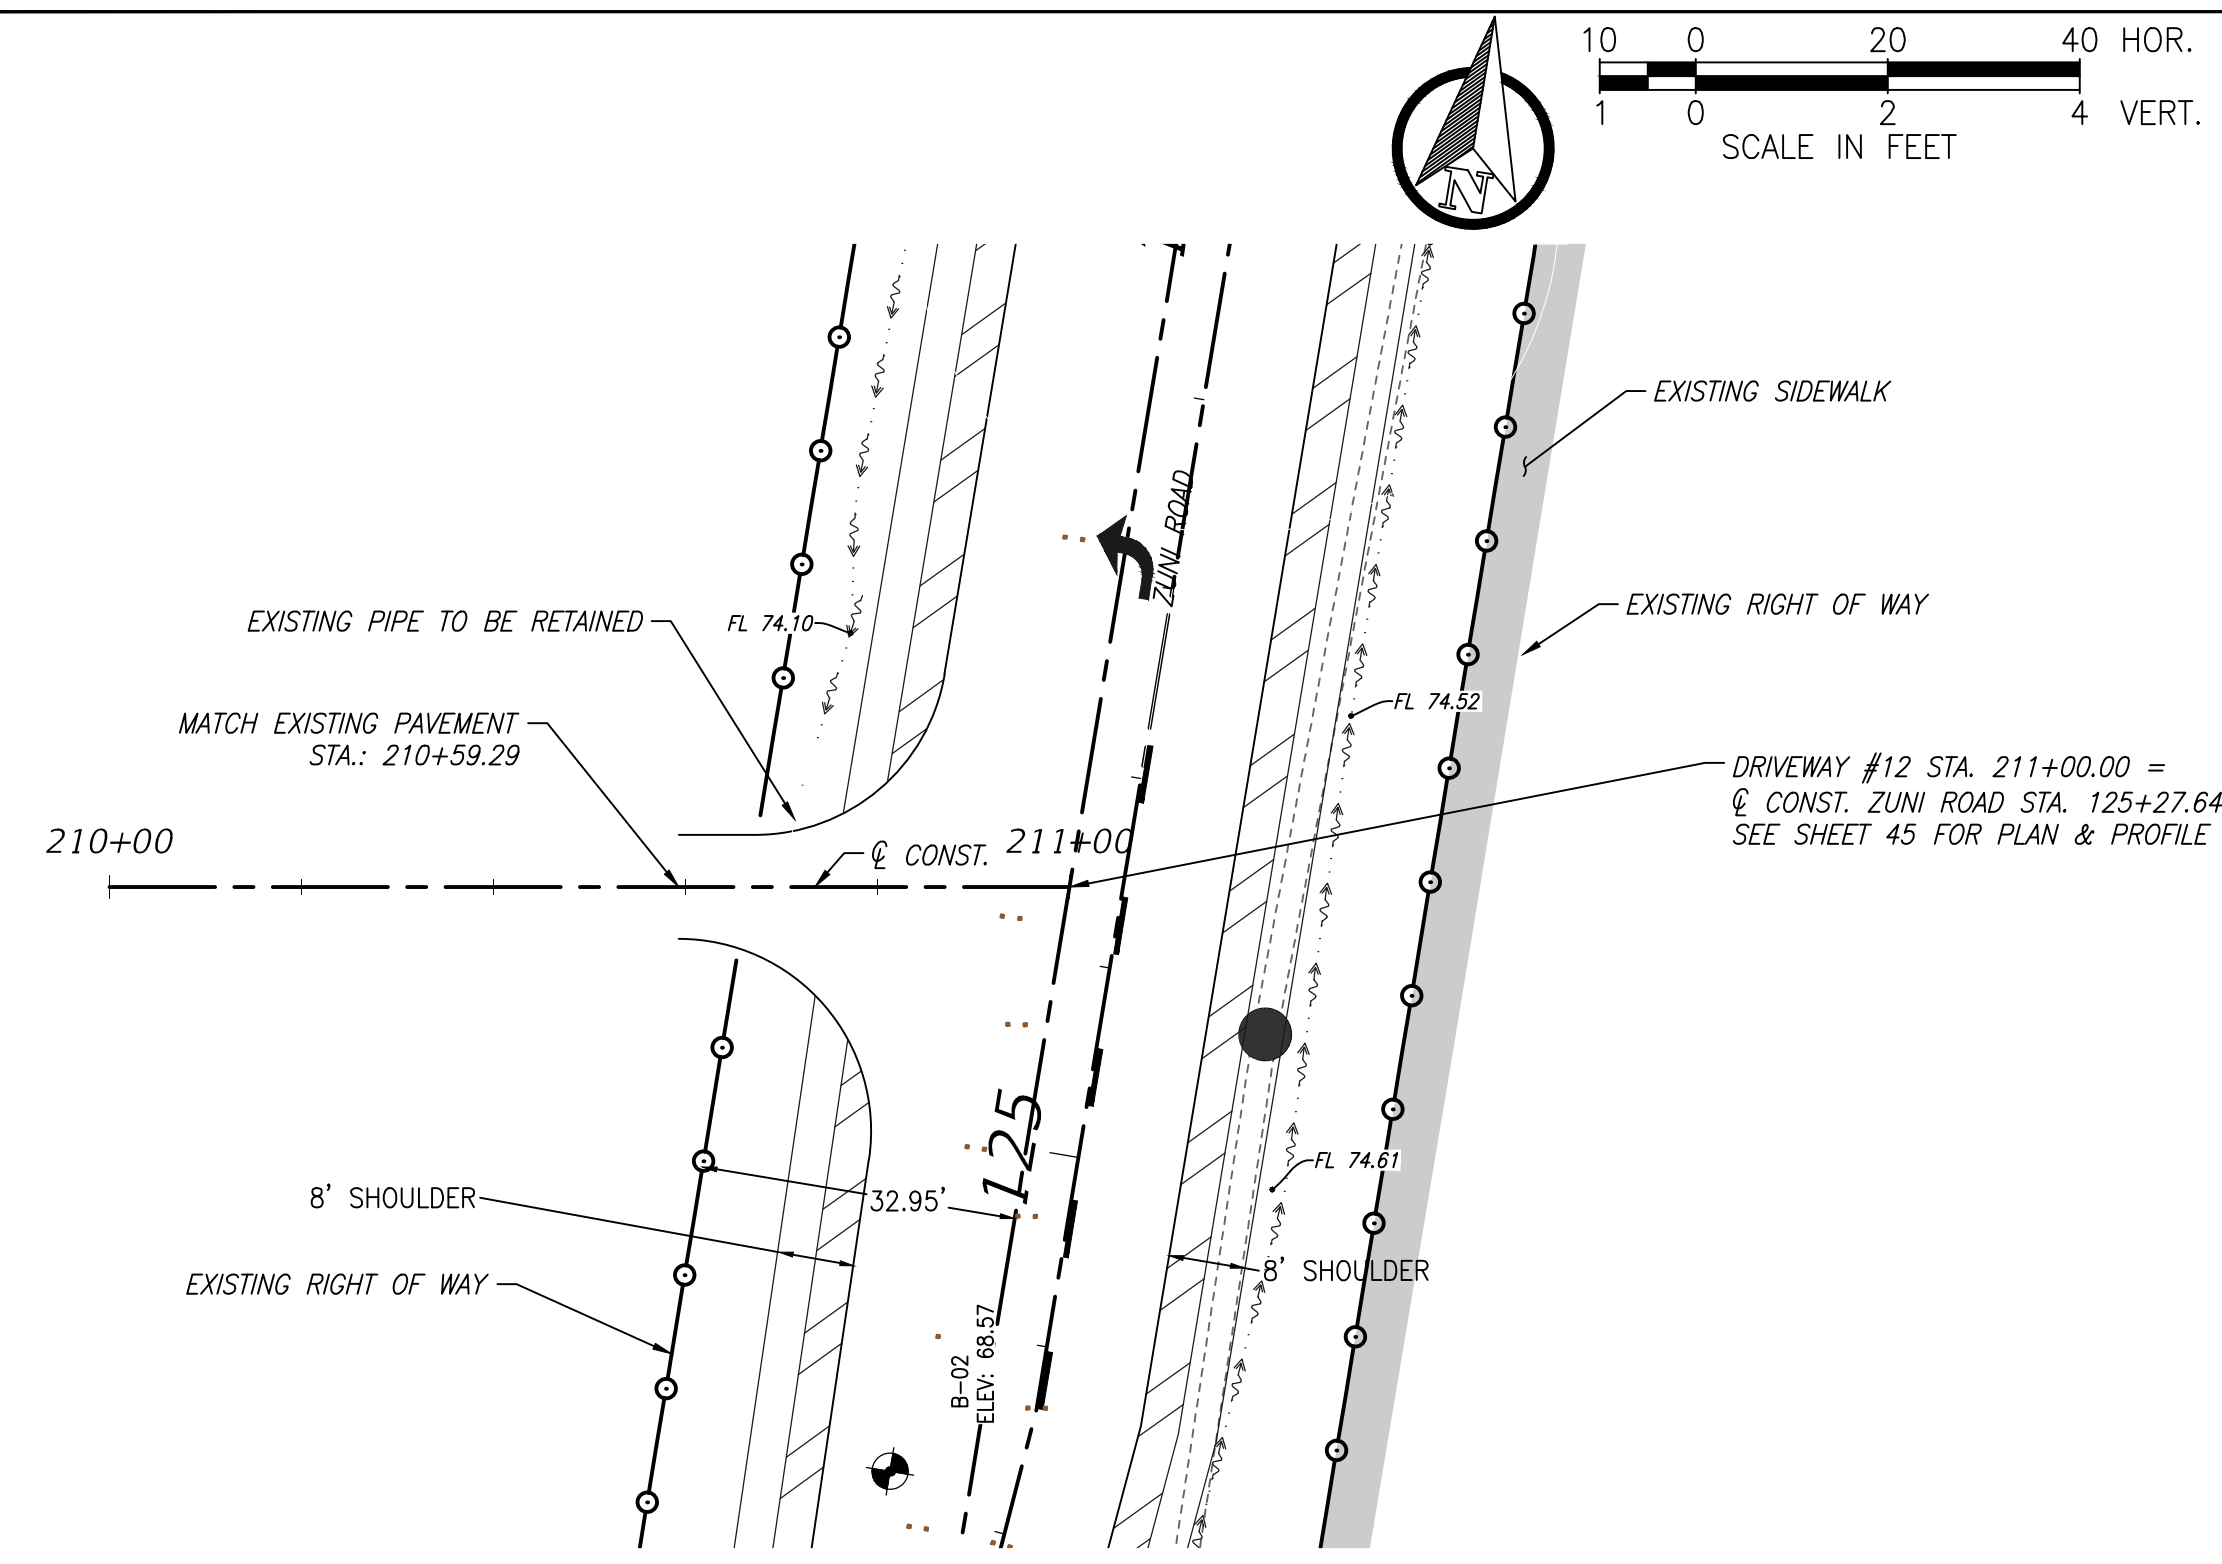 10 0 20 40 HOR.
1 0 2 4 VERT.
SCALE IN FEET
N
EXISTING SIDEWALK
ZUNI ROAD
EXISTING PIPE TO BE RETAINED
FL 74.10
EXISTING RIGHT OF WAY
FL 74.52
MATCH EXISTING PAVEMENT
STA.: 210+59.29
DRIVEWAY #12 STA. 211+00.00 =
℄ CONST. ZUNI ROAD STA. 125+27.64
SEE SHEET 45 FOR PLAN & PROFILE
210+00
℄ CONST.
211+00
125
FL 74.61
8' SHOULDER
32.95'
8' SHOULDER
EXISTING RIGHT OF WAY
B-02
ELEV: 68.57